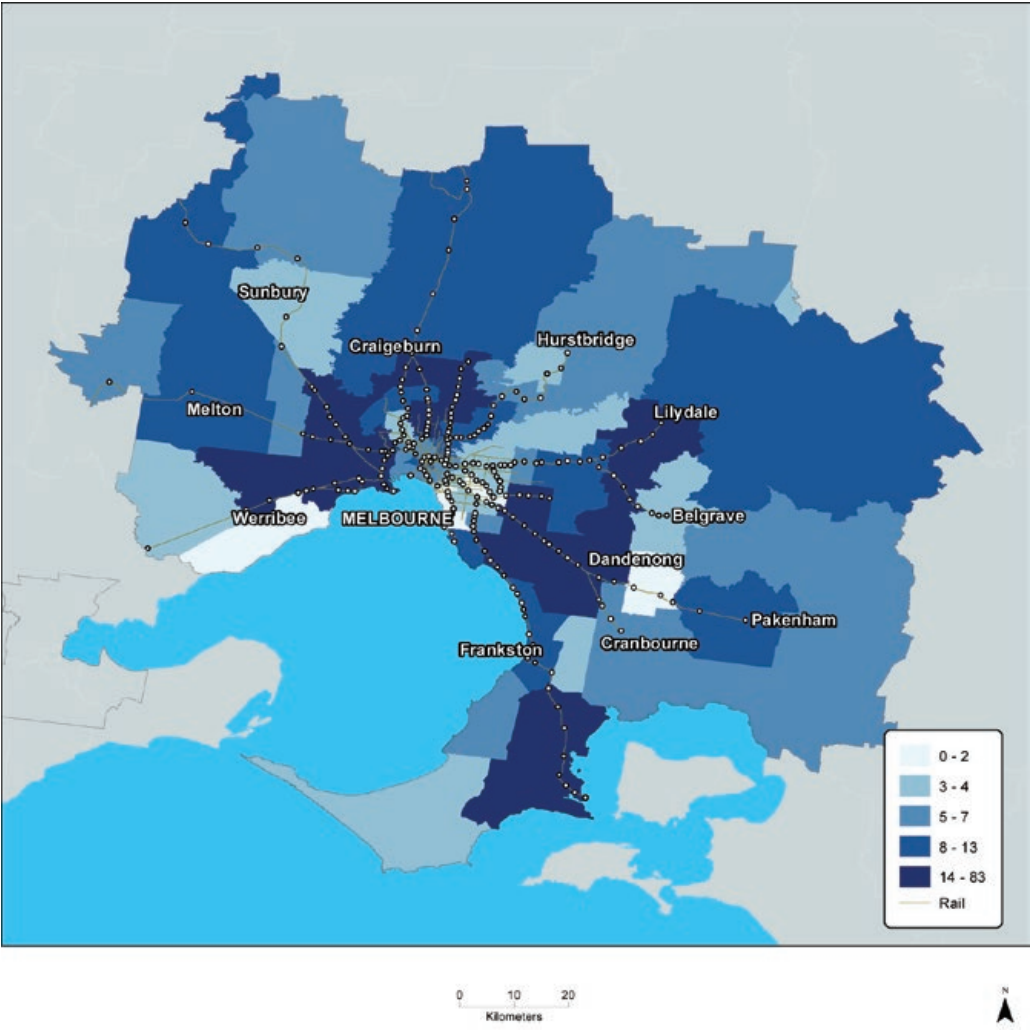 Sunbury
Craigeburn
Hurstbridge
Melton
Lilydale
Werribee
MELBOURNE
Belgrave
Dandenong
Pakenham
Cranbourne
Frankston
0 - 2
3 - 4
5 - 7
8 - 13
14 - 83
Rail
0 10 20
Kilometers
N